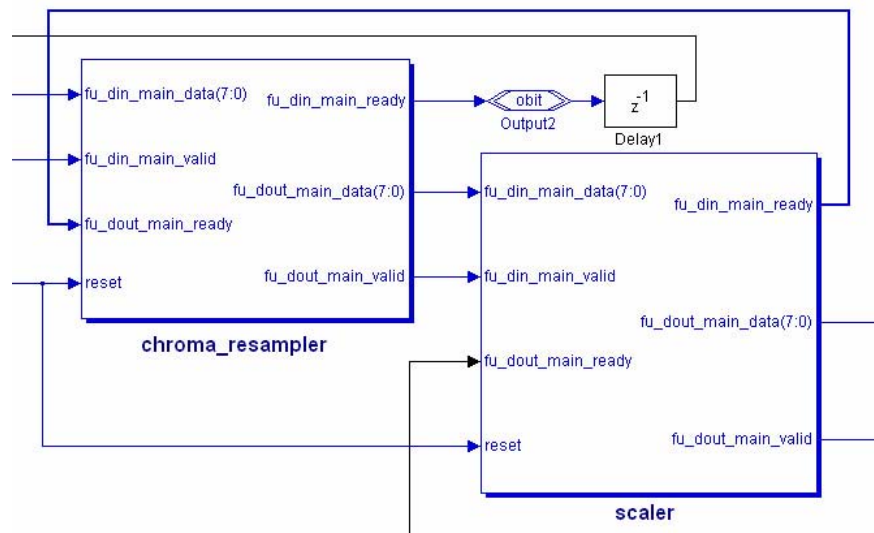 fu_din_main_data(7:0)
fu_din_main_valid
fu_dout_main_ready
reset
fu_din_main_ready
fu_dout_main_data(7:0)
fu_dout_main_valid
chroma_resampler
obit
Output2
z-1
Delay1
fu_din_main_data(7:0)
fu_din_main_valid
fu_dout_main_ready
reset
fu_din_main_ready
fu_dout_main_data(7:0)
fu_dout_main_valid
scaler